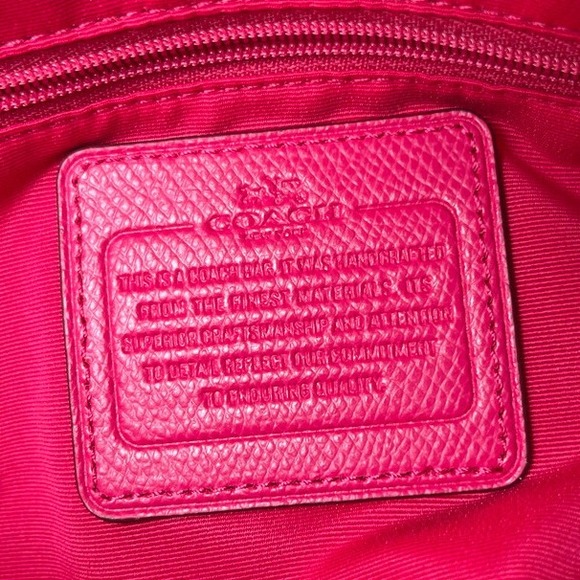 COACH
NEW YORK
THIS IS A COACH BAG. IT WAS HANDCRAFTED
FROM THE FINEST MATERIALS. ITS
SUPERIOR CRAFTSMANSHIP AND ATTENTION
TO DETAIL REFLECT OUR COMMITMENT
TO ENDURING QUALITY.